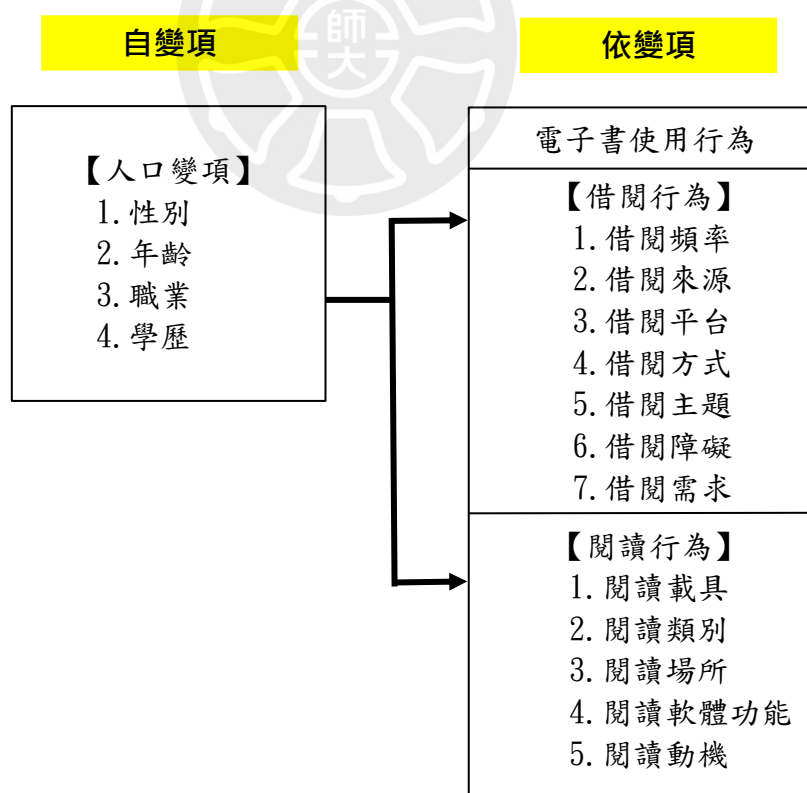 自變項
依變項
師大
【人口變項】
1.性別
2.年齡
3.職業
4.學歷
電子書使用行為
【借閱行為】
1.借閱頻率
2.借閱來源
3.借閱平台
4.借閱方式
5.借閱主題
6.借閱障礙
7.借閱需求
【閱讀行為】
1.閱讀載具
2.閱讀類別
3.閱讀場所
4.閱讀軟體功能
5.閱讀動機